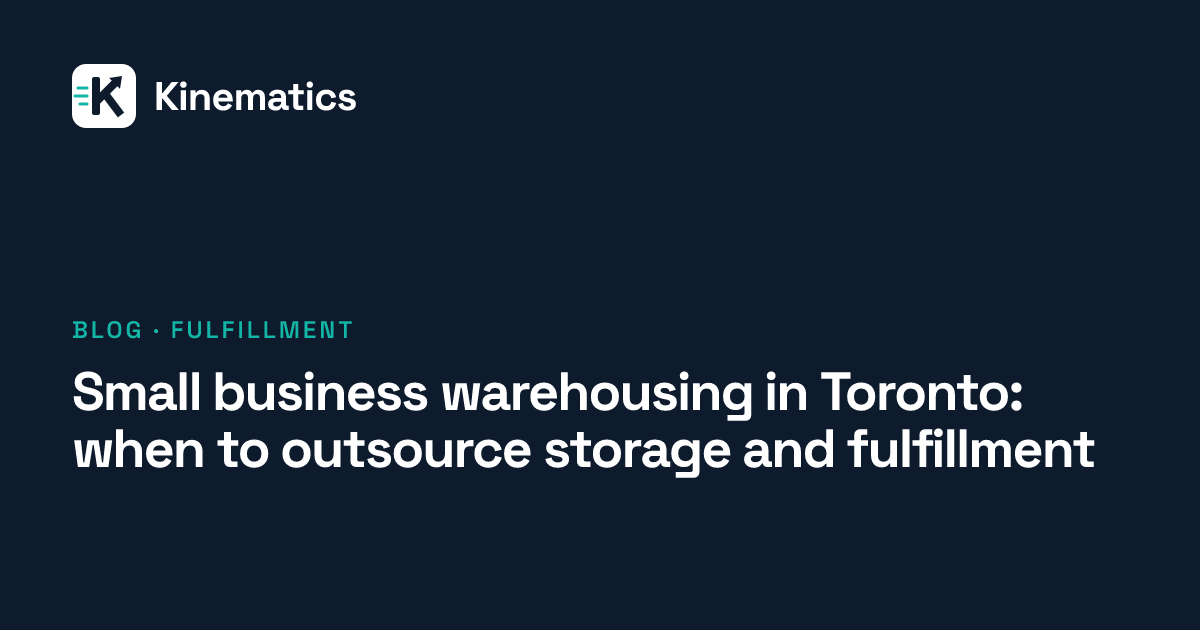 Kinematics
BLOG · FULFILLMENT
Small business warehousing in Toronto:
when to outsource storage and fulfillment